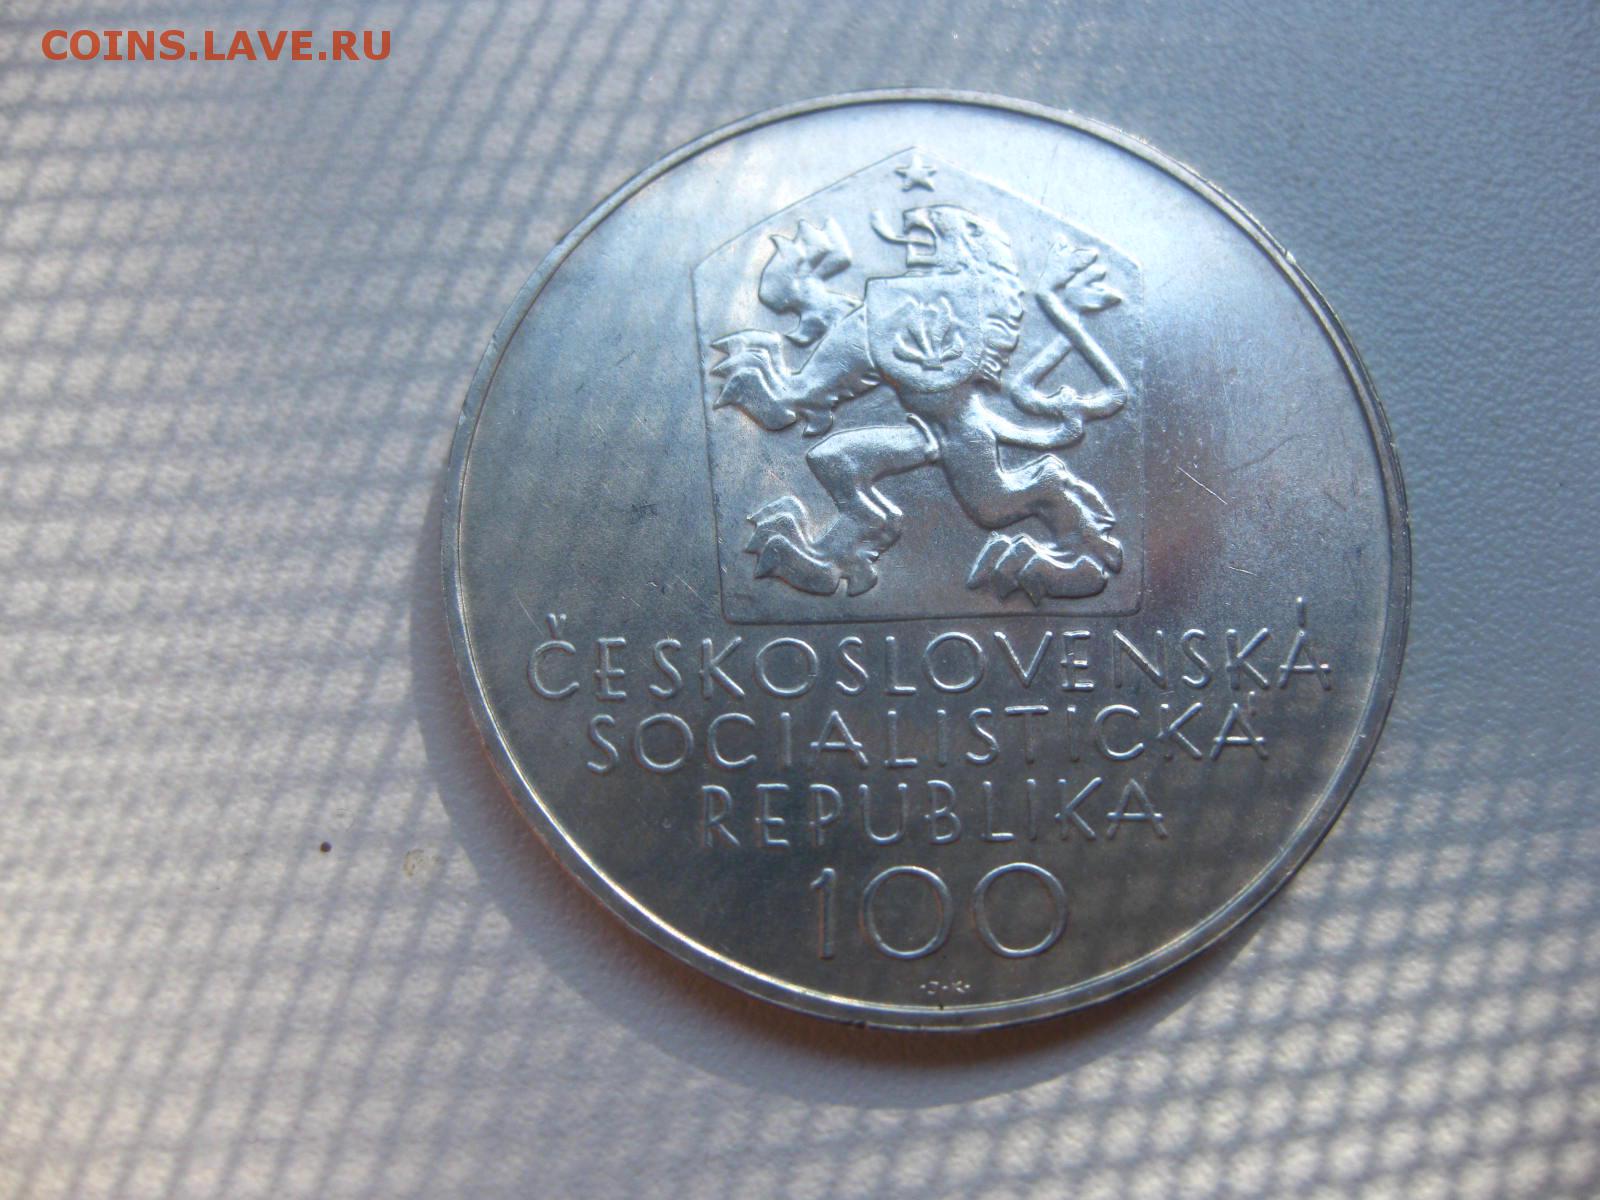 COINS.LAVE.RU
ČESKOSLOVENSKÁ
SOCIALISTICKÁ
REPUBLIKA
100
·J·K·